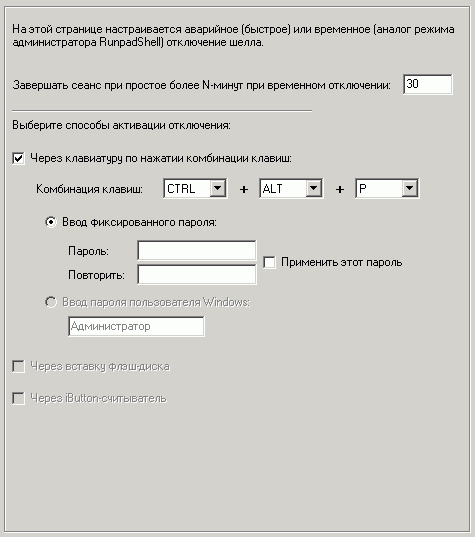 На этой странице настраивается аварийное (быстрое) или временное (аналог режима
администратора RunpadShell) отключение шелла.
Завершать сеанс при простое более N-минут при временном отключении: 30
Выберите способы активации отключения:
Через клавиатуру по нажатии комбинации клавиш:
Комбинация клавиш: CTRL + ALT + P
Ввод фиксированного пароля:
Пароль:
Повторить:
Применить этот пароль
Ввод пароля пользователя Windows:
Администратор
Через вставку флэш-диска
Через iButton-считыватель